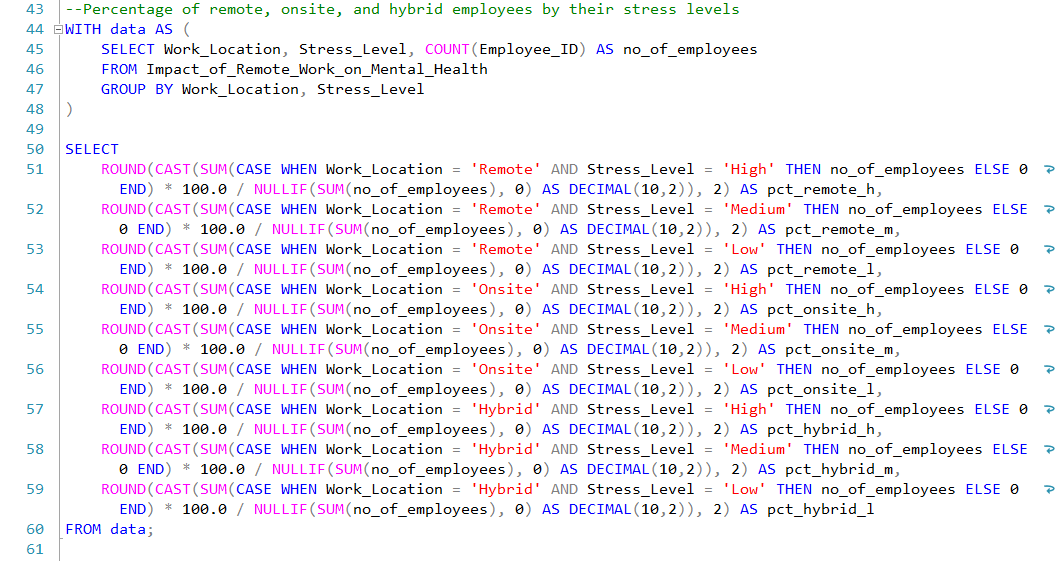 43 --Percentage of remote, onsite, and hybrid employees by their stress levels
44 WITH data AS (
45 SELECT Work_Location, Stress_Level, COUNT(Employee_ID) AS no_of_employees
46 FROM Impact_of_Remote_Work_on_Mental_Health
47 GROUP BY Work_Location, Stress_Level
48 )
49
50 SELECT
51 ROUND(CAST(SUM(CASE WHEN Work_Location = 'Remote' AND Stress_Level = 'High' THEN no_of_employees ELSE 0
END) * 100.0 / NULLIF(SUM(no_of_employees), 0) AS DECIMAL(10,2)), 2) AS pct_remote_h,
52 ROUND(CAST(SUM(CASE WHEN Work_Location = 'Remote' AND Stress_Level = 'Medium' THEN no_of_employees ELSE
0 END) * 100.0 / NULLIF(SUM(no_of_employees), 0) AS DECIMAL(10,2)), 2) AS pct_remote_m,
53 ROUND(CAST(SUM(CASE WHEN Work_Location = 'Remote' AND Stress_Level = 'Low' THEN no_of_employees ELSE 0
END) * 100.0 / NULLIF(SUM(no_of_employees), 0) AS DECIMAL(10,2)), 2) AS pct_remote_l,
54 ROUND(CAST(SUM(CASE WHEN Work_Location = 'Onsite' AND Stress_Level = 'High' THEN no_of_employees ELSE 0
END) * 100.0 / NULLIF(SUM(no_of_employees), 0) AS DECIMAL(10,2)), 2) AS pct_onsite_h,
55 ROUND(CAST(SUM(CASE WHEN Work_Location = 'Onsite' AND Stress_Level = 'Medium' THEN no_of_employees ELSE
0 END) * 100.0 / NULLIF(SUM(no_of_employees), 0) AS DECIMAL(10,2)), 2) AS pct_onsite_m,
56 ROUND(CAST(SUM(CASE WHEN Work_Location = 'Onsite' AND Stress_Level = 'Low' THEN no_of_employees ELSE 0
END) * 100.0 / NULLIF(SUM(no_of_employees), 0) AS DECIMAL(10,2)), 2) AS pct_onsite_l,
57 ROUND(CAST(SUM(CASE WHEN Work_Location = 'Hybrid' AND Stress_Level = 'High' THEN no_of_employees ELSE 0
END) * 100.0 / NULLIF(SUM(no_of_employees), 0) AS DECIMAL(10,2)), 2) AS pct_hybrid_h,
58 ROUND(CAST(SUM(CASE WHEN Work_Location = 'Hybrid' AND Stress_Level = 'Medium' THEN no_of_employees ELSE
0 END) * 100.0 / NULLIF(SUM(no_of_employees), 0) AS DECIMAL(10,2)), 2) AS pct_hybrid_m,
59 ROUND(CAST(SUM(CASE WHEN Work_Location = 'Hybrid' AND Stress_Level = 'Low' THEN no_of_employees ELSE 0
END) * 100.0 / NULLIF(SUM(no_of_employees), 0) AS DECIMAL(10,2)), 2) AS pct_hybrid_l
60 FROM data;
61